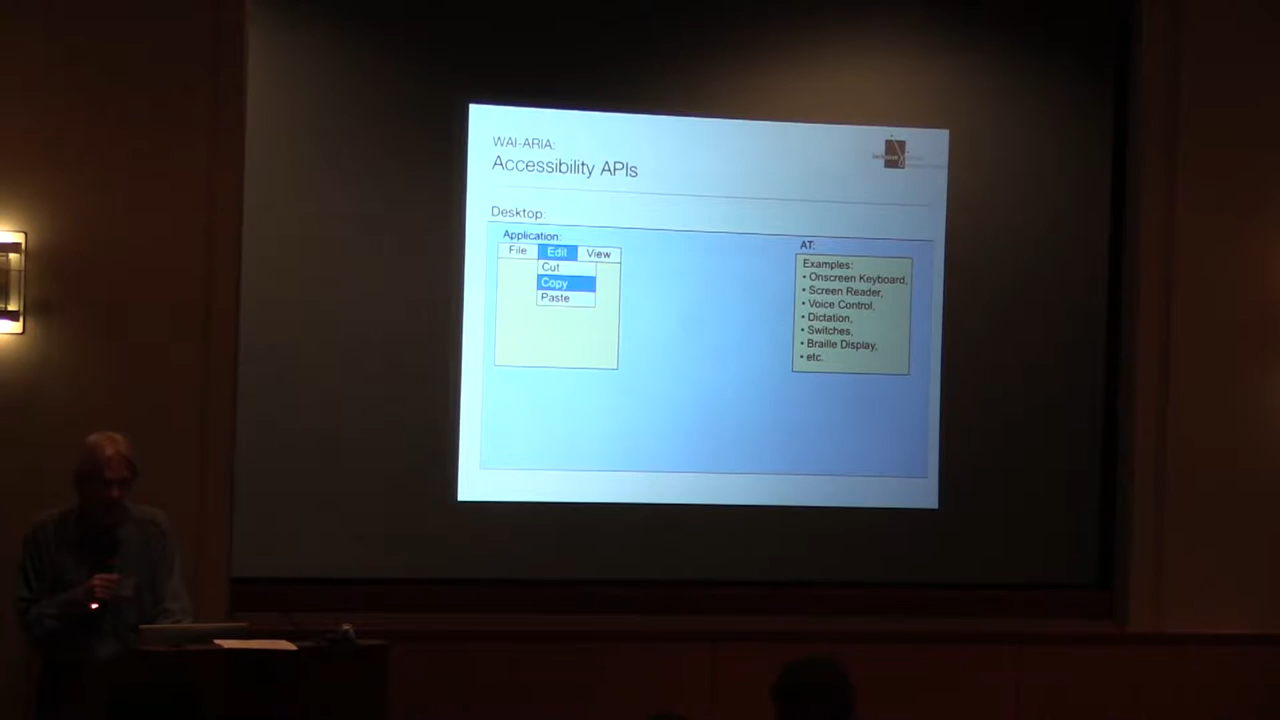 WAI-ARIA:
Accessibility APIs
Desktop:
Application:
File Edit View
Cut
Copy
Paste
AT:
Examples:
• Onscreen Keyboard,
• Screen Reader,
• Voice Control,
• Dictation,
• Switches,
• Braille Display,
• etc.